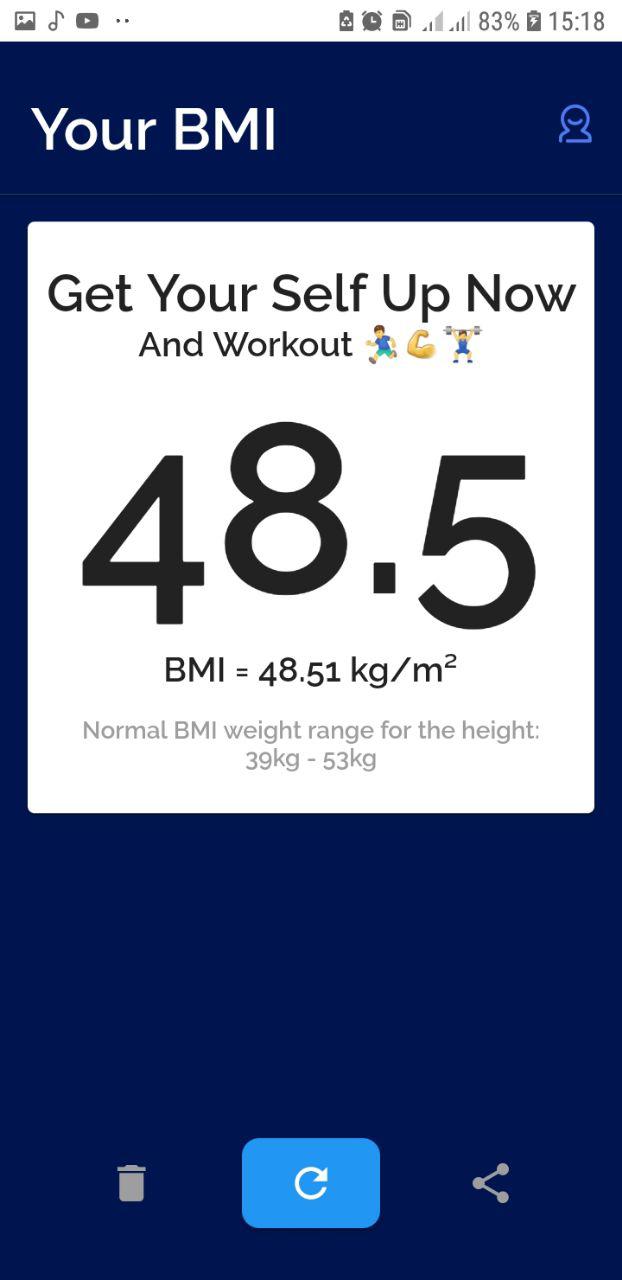 83% 15:18
Your BMI
Get Your Self Up Now
And Workout 🏃‍♂️💪🏋️‍♂️
48.5
BMI = 48.51 kg/m²
Normal BMI weight range for the height:
39kg - 53kg